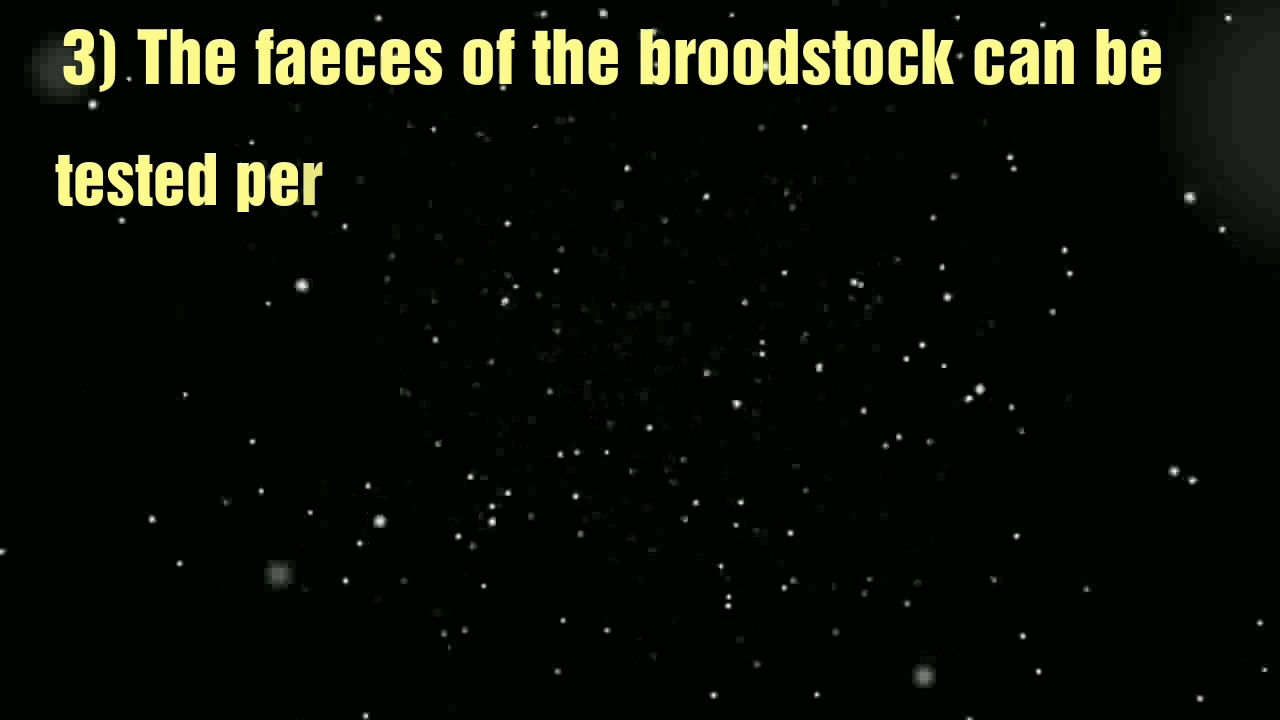 3) The faeces of the broodstock can be
tested per